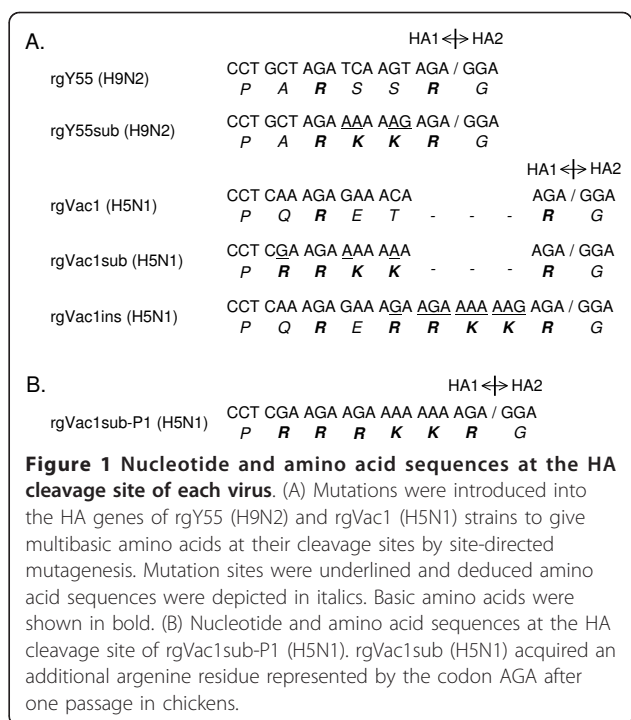 A.
HA1 <|> HA2
rgY55 (H9N2) CCT GCT AGA TCA AGT AGA / GGA
P A R S S R G
rgY55sub (H9N2) CCT GCT AGA AAA AAG AGA / GGA
P A R K K R G
HA1 <|> HA2
rgVac1 (H5N1) CCT CAA AGA GAA ACA AGA / GGA
P Q R E T - - - R G
rgVac1sub (H5N1) CCT CGA AGA AAA AAA AGA / GGA
P R R K K - - - R G
rgVac1ins (H5N1) CCT CAA AGA GAA AGA AGA AAA AAG AGA / GGA
P Q R E R R K K R G
B.
HA1 <|> HA2
rgVac1sub-P1 (H5N1) CCT CGA AGA AGA AAA AAA AGA / GGA
P R R R K K R G
Figure 1 Nucleotide and amino acid sequences at the HA
cleavage site of each virus. (A) Mutations were introduced into
the HA genes of rgY55 (H9N2) and rgVac1 (H5N1) strains to give
multibasic amino acids at their cleavage sites by site-directed
mutagenesis. Mutation sites were underlined and deduced amino
acid sequences were depicted in italics. Basic amino acids were
shown in bold. (B) Nucleotide and amino acid sequences at the HA
cleavage site of rgVac1sub-P1 (H5N1). rgVac1sub (H5N1) acquired an
additional argenine residue represented by the codon AGA after
one passage in chickens.